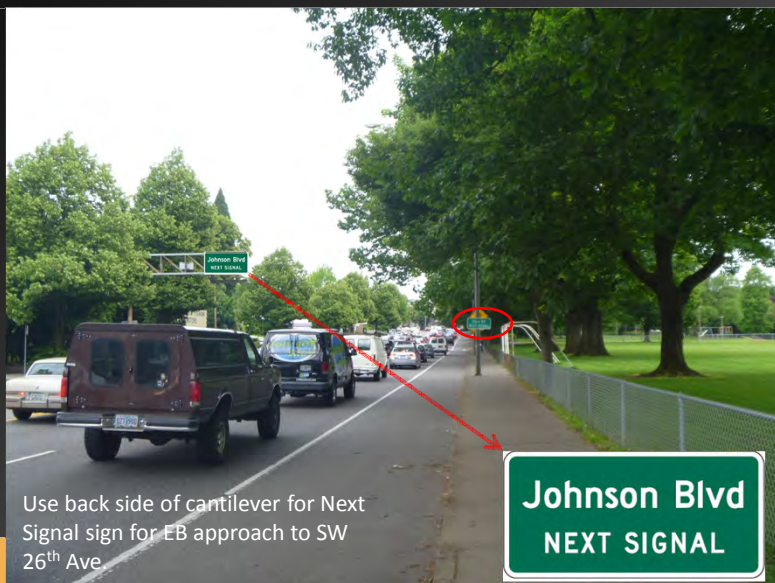 Johnson Blvd
NEXT SIGNAL
Use back side of cantilever for Next
Signal sign for EB approach to SW
26th Ave.
Johnson Blvd
NEXT SIGNAL